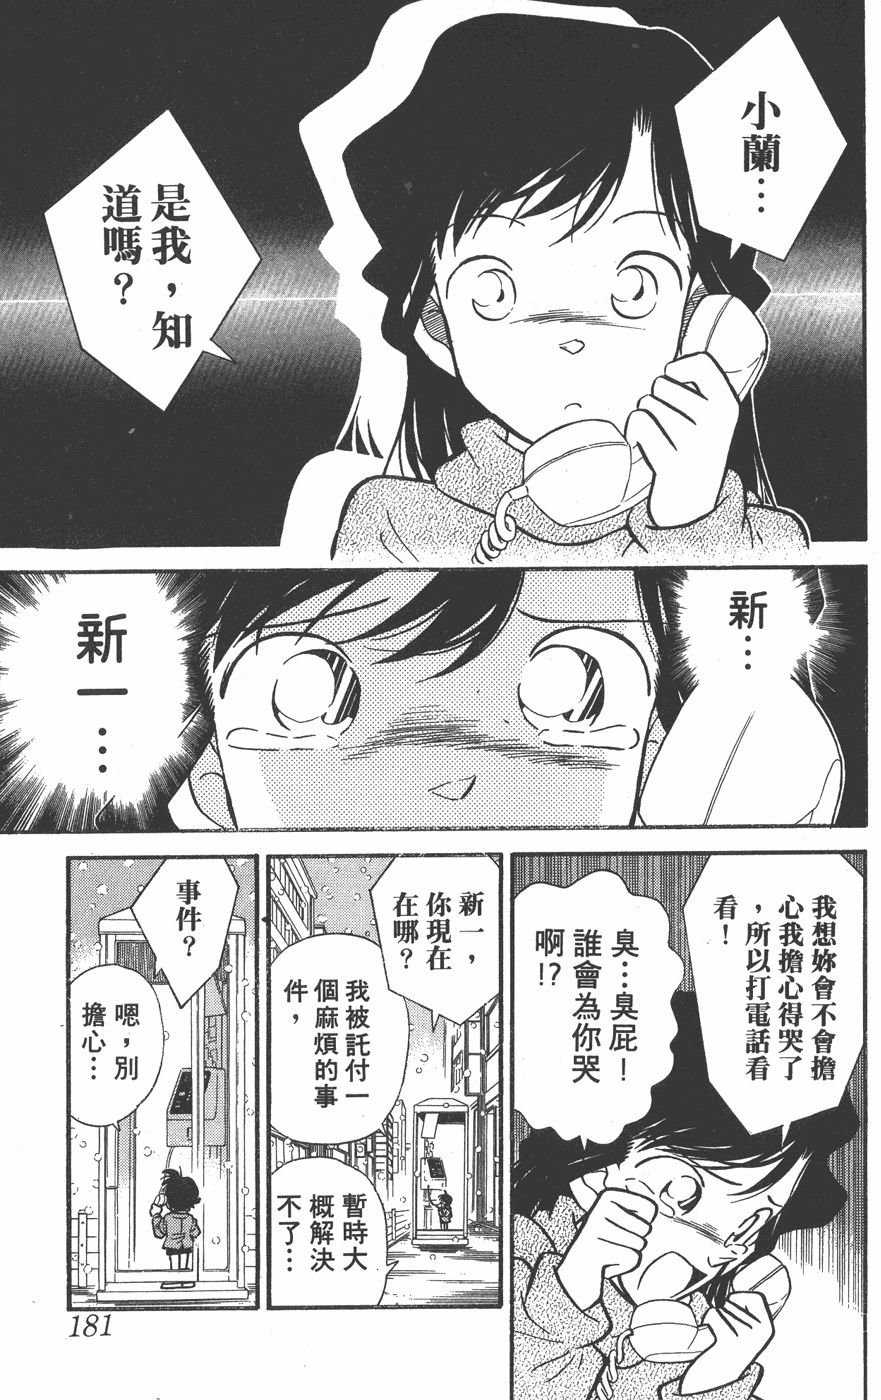 小蘭⋯
是我，知
道嗎？
新⋯
新一⋯
我想妳會不會擔
心我擔心得哭了
，所以打電話看
看！
臭⋯臭屁！
誰會為你哭
啊!?
新一，
你現在
在哪？
我被託付一
個麻煩的事
件，
暫時大
概解決
不了⋯
事件？
嗯，別
擔心⋯
181